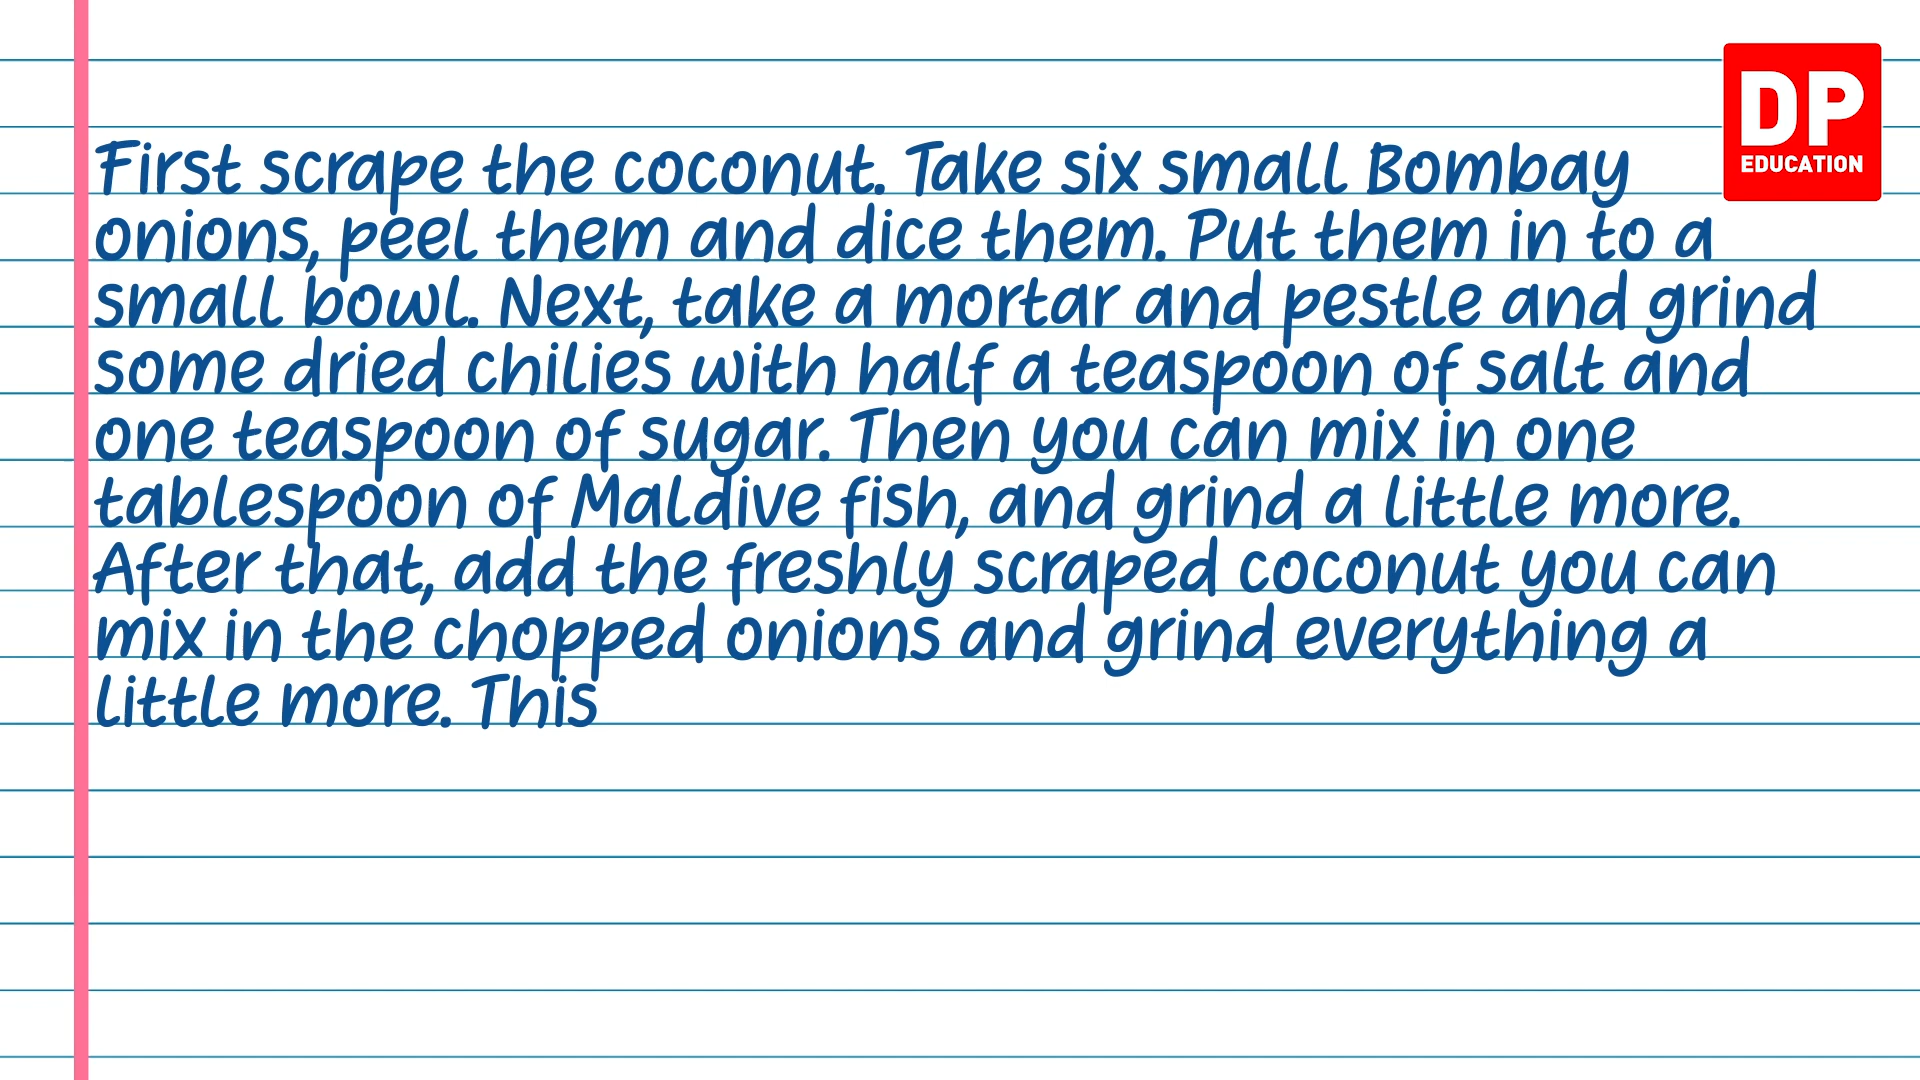 DP
EDUCATION
First scrape the coconut. Take six small Bombay
onions, peel them and dice them. Put them in to a
small bowl. Next, take a mortar and pestle and grind
some dried chilies with half a teaspoon of salt and
one teaspoon of sugar. Then you can mix in one
tablespoon of Maldive fish, and grind a little more.
After that, add the freshly scraped coconut you can
mix in the chopped onions and grind everything a
little more. This